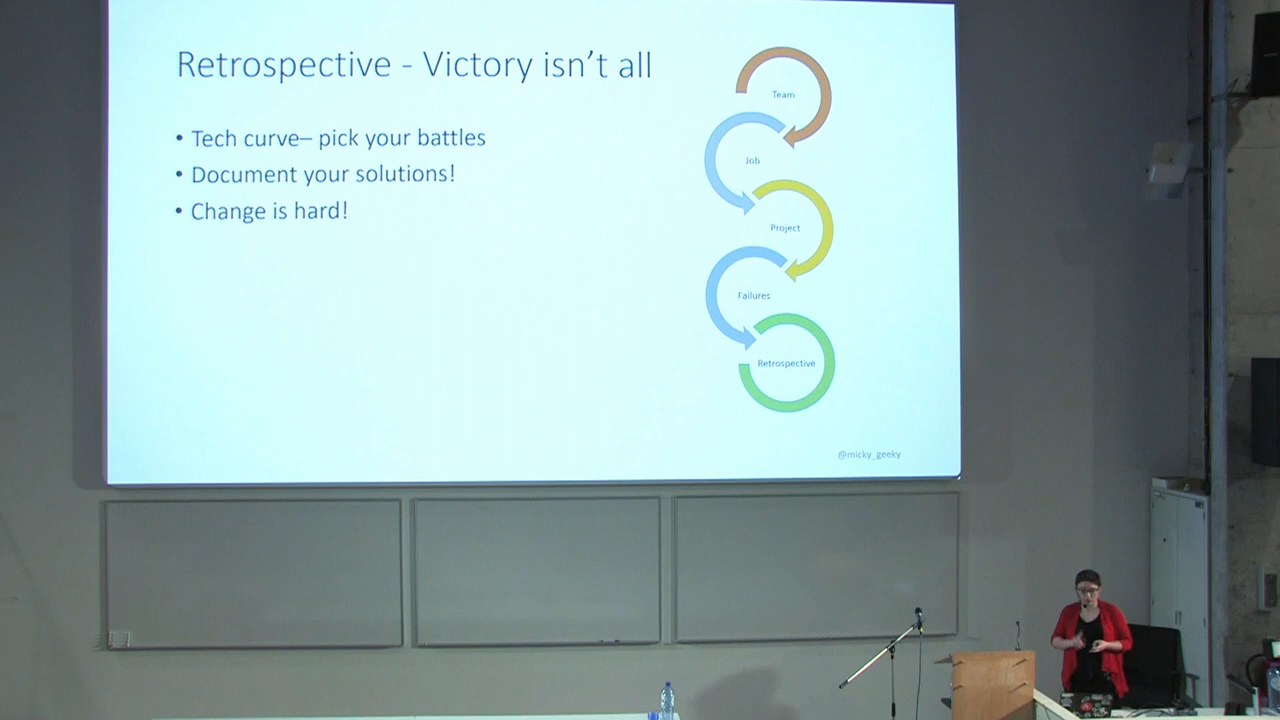 Retrospective - Victory isn't all
• Tech curve– pick your battles
• Document your solutions!
• Change is hard!
Team
Job
Project
Failures
Retrospective
@micky_geeky